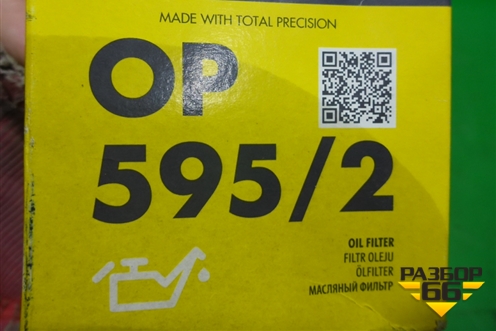 MADE WITH TOTAL PRECISION
OP
595/2
OIL FILTER
FILTR OLEJU
ÖLFILTER
МАСЛЯНЫЙ ФИЛЬТР
РАЗБОР
66